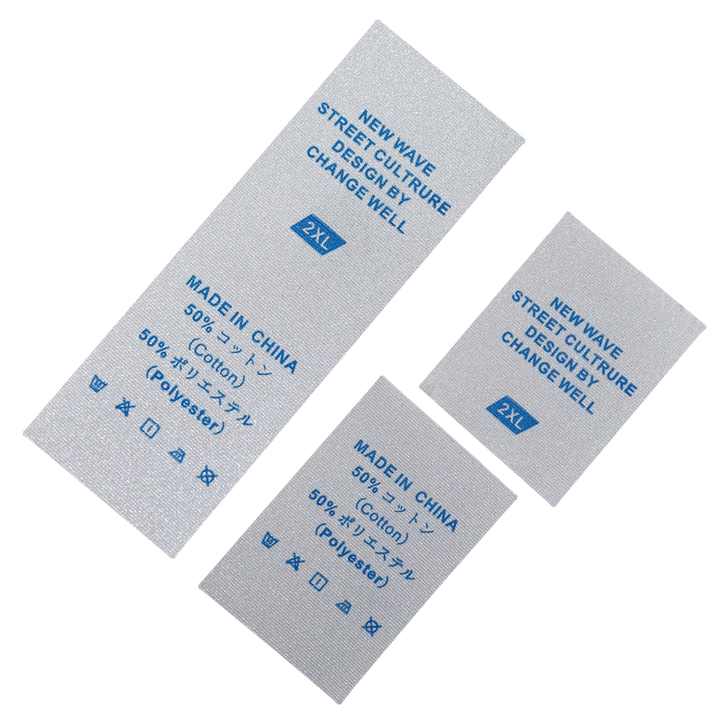 NEW WAVE
STREET CULTRURE
DESIGN BY
CHANGE WELL
2XL
MADE IN CHINA
50% コットン
(Cotton)
50% ポリエステル
(Polyester)
NEW WAVE
STREET CULTRURE
DESIGN BY
CHANGE WELL
2XL
MADE IN CHINA
50% コットン
(Cotton)
50% ポリエステル
(Polyester)